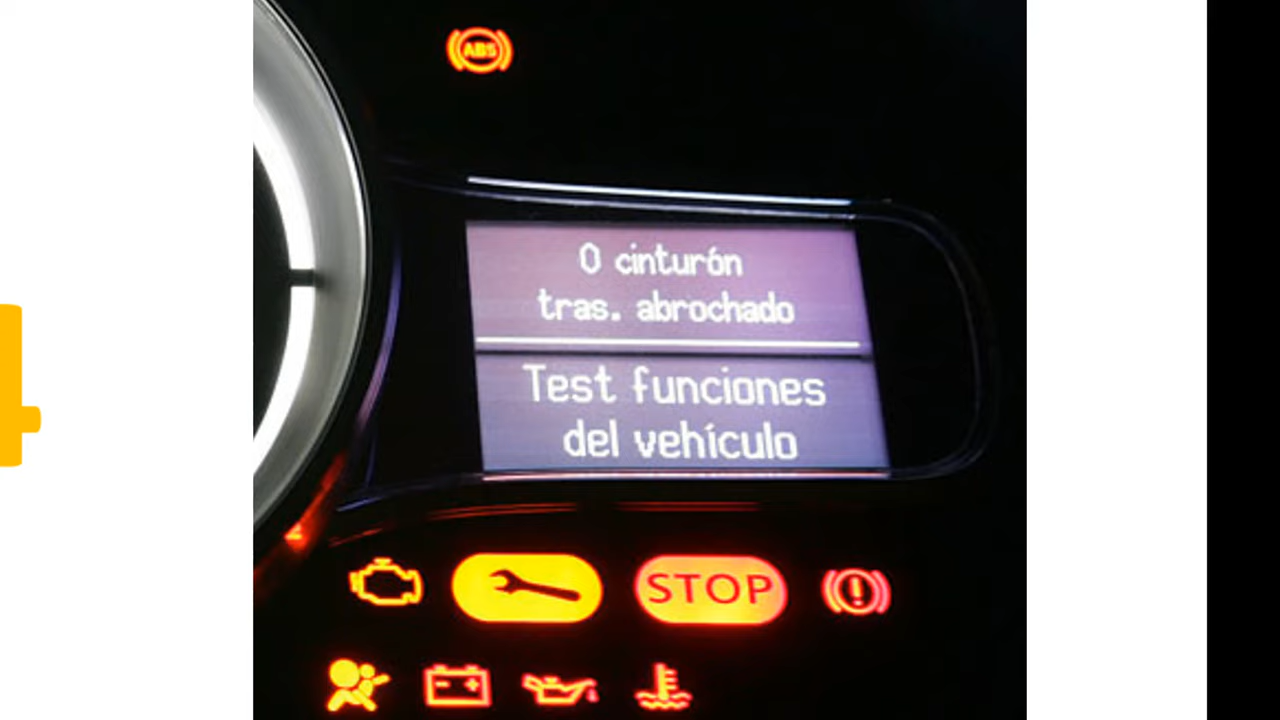 ABS
0 cinturón
tras. abrochado
Test funciones
del vehículo
STOP